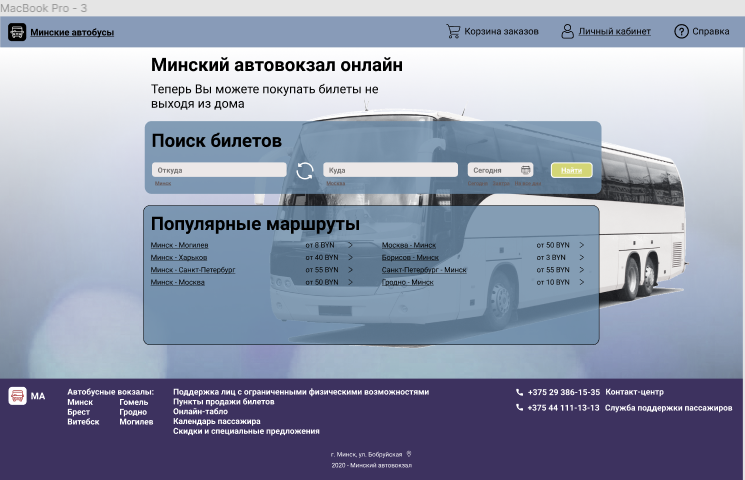 MacBook Pro - 3
Минские автобусы
Корзина заказов
Личный кабинет
Справка
Минский автовокзал онлайн
Теперь Вы можете покупать билеты не
выходя из дома
Поиск билетов
Откуда
Куда
Сегодня
Найти
Минск
Москва
Популярные маршруты
Минск - Могилев от 6 BYN
Минск - Харьков от 40 BYN
Минск - Санкт-Петербург от 55 BYN
Минск - Москва от 50 BYN
Москва - Минск от 50 BYN
Борисов - Минск от 3 BYN
Санкт-Петербург - Минск от 55 BYN
Гродно - Минск от 10 BYN
МА
Автобусные вокзалы:
Минск Гомель
Брест Гродно
Витебск Могилев
Поддержка лиц с ограниченными физическими возможностями
Пункты продажи билетов
Онлайн-табло
Календарь пассажира
Скидки и специальные предложения
+375 29 386-15-35 Контакт-центр
+375 44 111-13-13 Служба поддержки пассажиров
г. Минск, ул. Бобруйская
2020 - Минский автовокзал